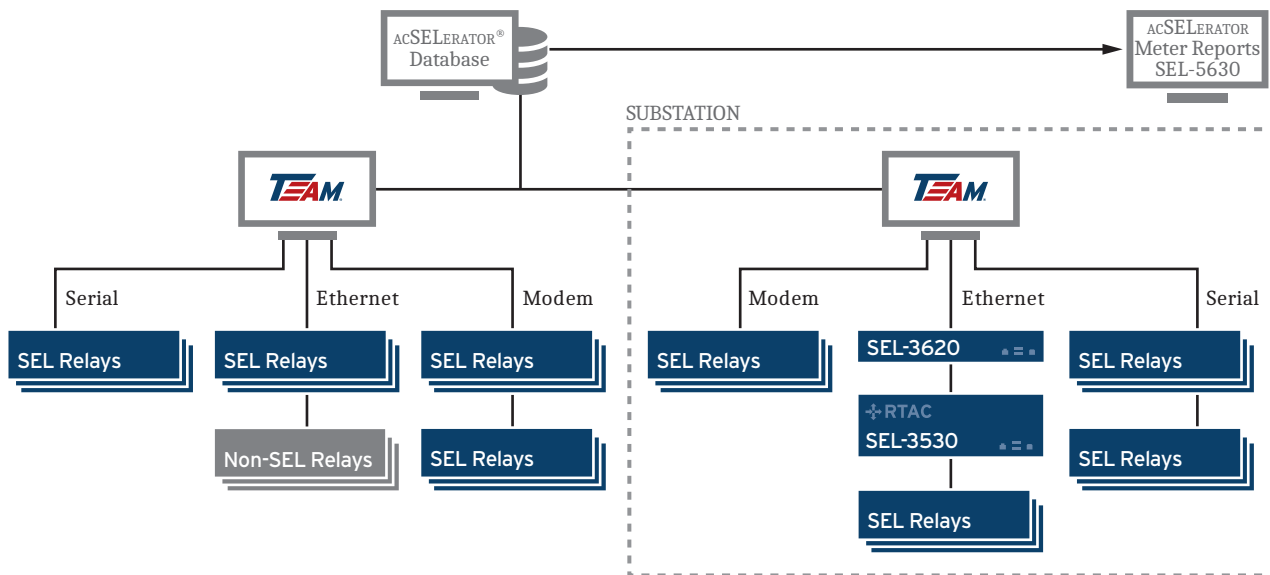 ACSELERATOR®
Database
ACSELERATOR
Meter Reports
SEL-5630
SUBSTATION
TEAM
TEAM
Serial
Ethernet
Modem
Modem
Ethernet
Serial
SEL Relays
SEL Relays
SEL Relays
SEL Relays
SEL-3620
SEL Relays
RTAC
SEL-3530
Non-SEL Relays
SEL Relays
SEL Relays
SEL Relays